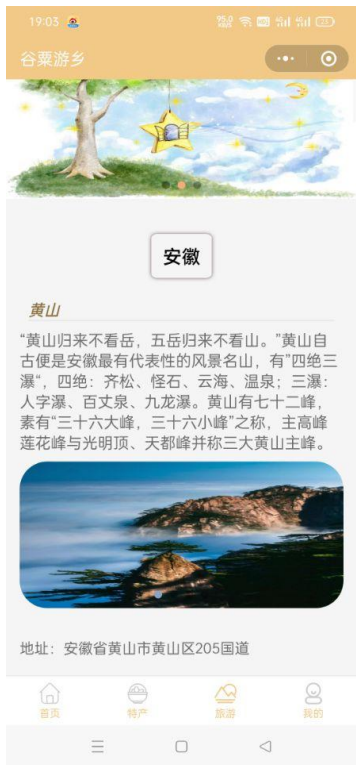 19:03
谷粟游乡
安徽
黄山
“黄山归来不看岳，五岳归来不看山。”黄山自
古便是安徽最有代表性的风景名山，有”四绝三
瀑“，四绝：齐松、怪石、云海、温泉；三瀑：
人字瀑、百丈泉、九龙瀑。黄山有七十二峰，
素有“三十六大峰，三十六小峰”之称，主高峰
莲花峰与光明顶、天都峰并称三大黄山主峰。
地址：安徽省黄山市黄山区205国道
首页
特产
旅游
我的